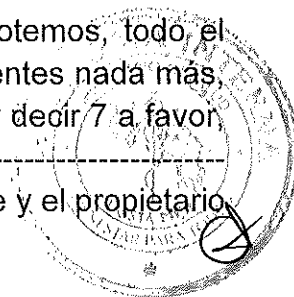 otemos, todo el
entes nada más,
decir 7 a favor,
e y el propietario